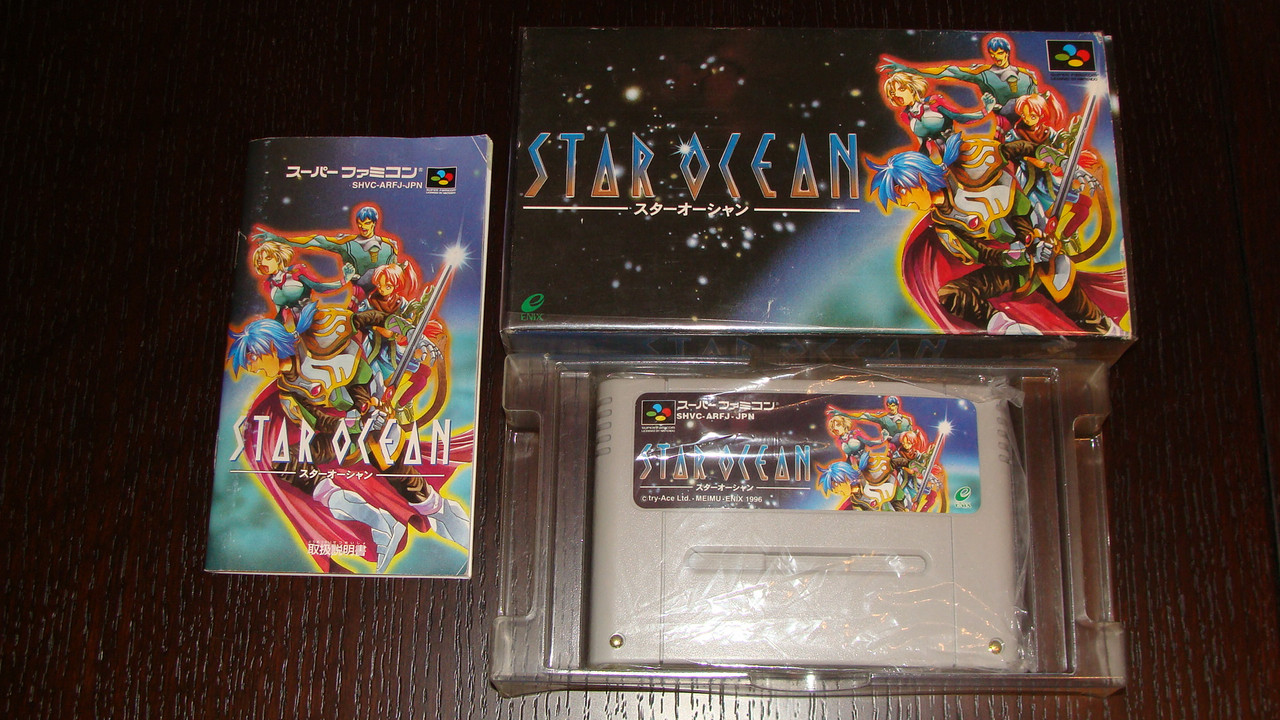 スーパーファミコン®
SHVC-ARFJ-JPN
STAR OCEAN
スターオーシャン
取扱説明書
STAR OCEAN
スターオーシャン
ENIX
SUPER FAMICOM
スーパーファミコン®
SHVC-ARFJ-JPN
STAR OCEAN
スターオーシャン
© try-Ace Ltd.・MEIMU・ENIX 1996
ENIX